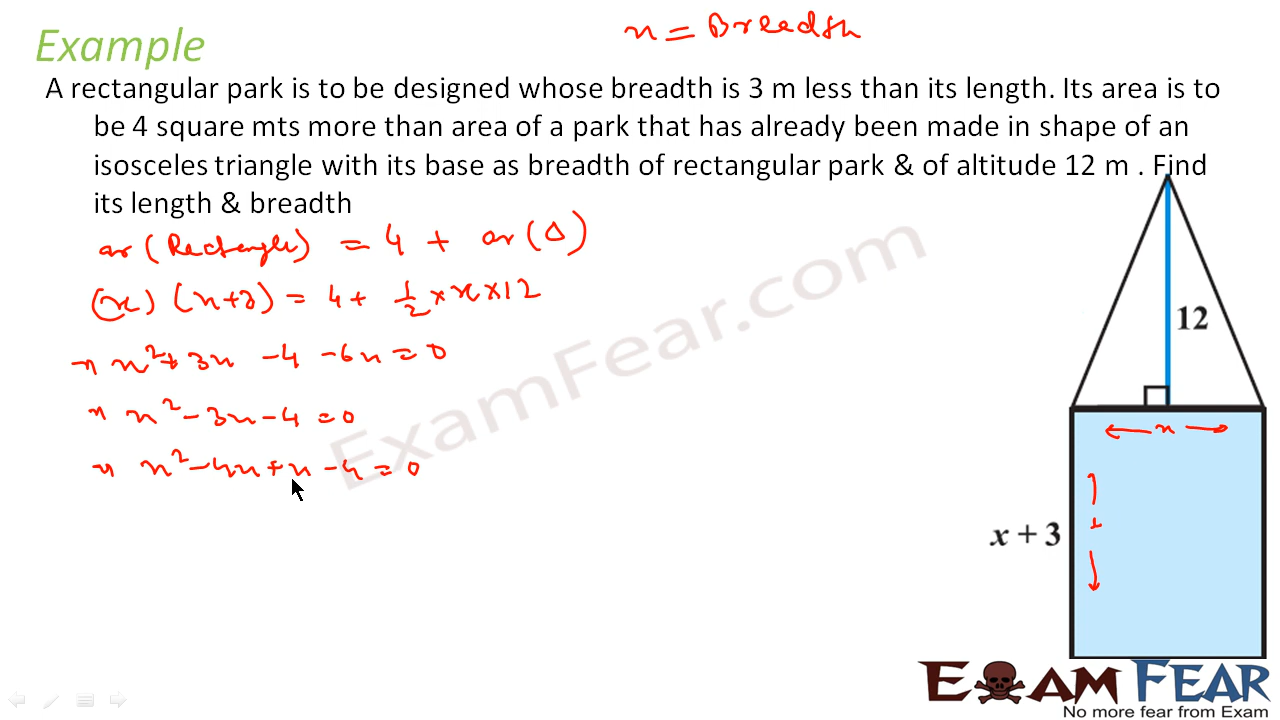 Example
x = Breadth
A rectangular park is to be designed whose breadth is 3 m less than its length. Its area is to
be 4 square mts more than area of a park that has already been made in shape of an
isosceles triangle with its base as breadth of rectangular park & of altitude 12 m . Find
its length & breadth
ar (Rectangle) = 4 + ar (Δ)
(x) (x+3) = 4 + 1/2 × x × 12
⇒ x² + 3x - 4 - 6x = 0
⇒ x² - 3x - 4 = 0
⇒ x² - 4x + x - 4 = 0
12
x
x + 3
ExamFear.com
EXAM FEAR
No more fear from Exam